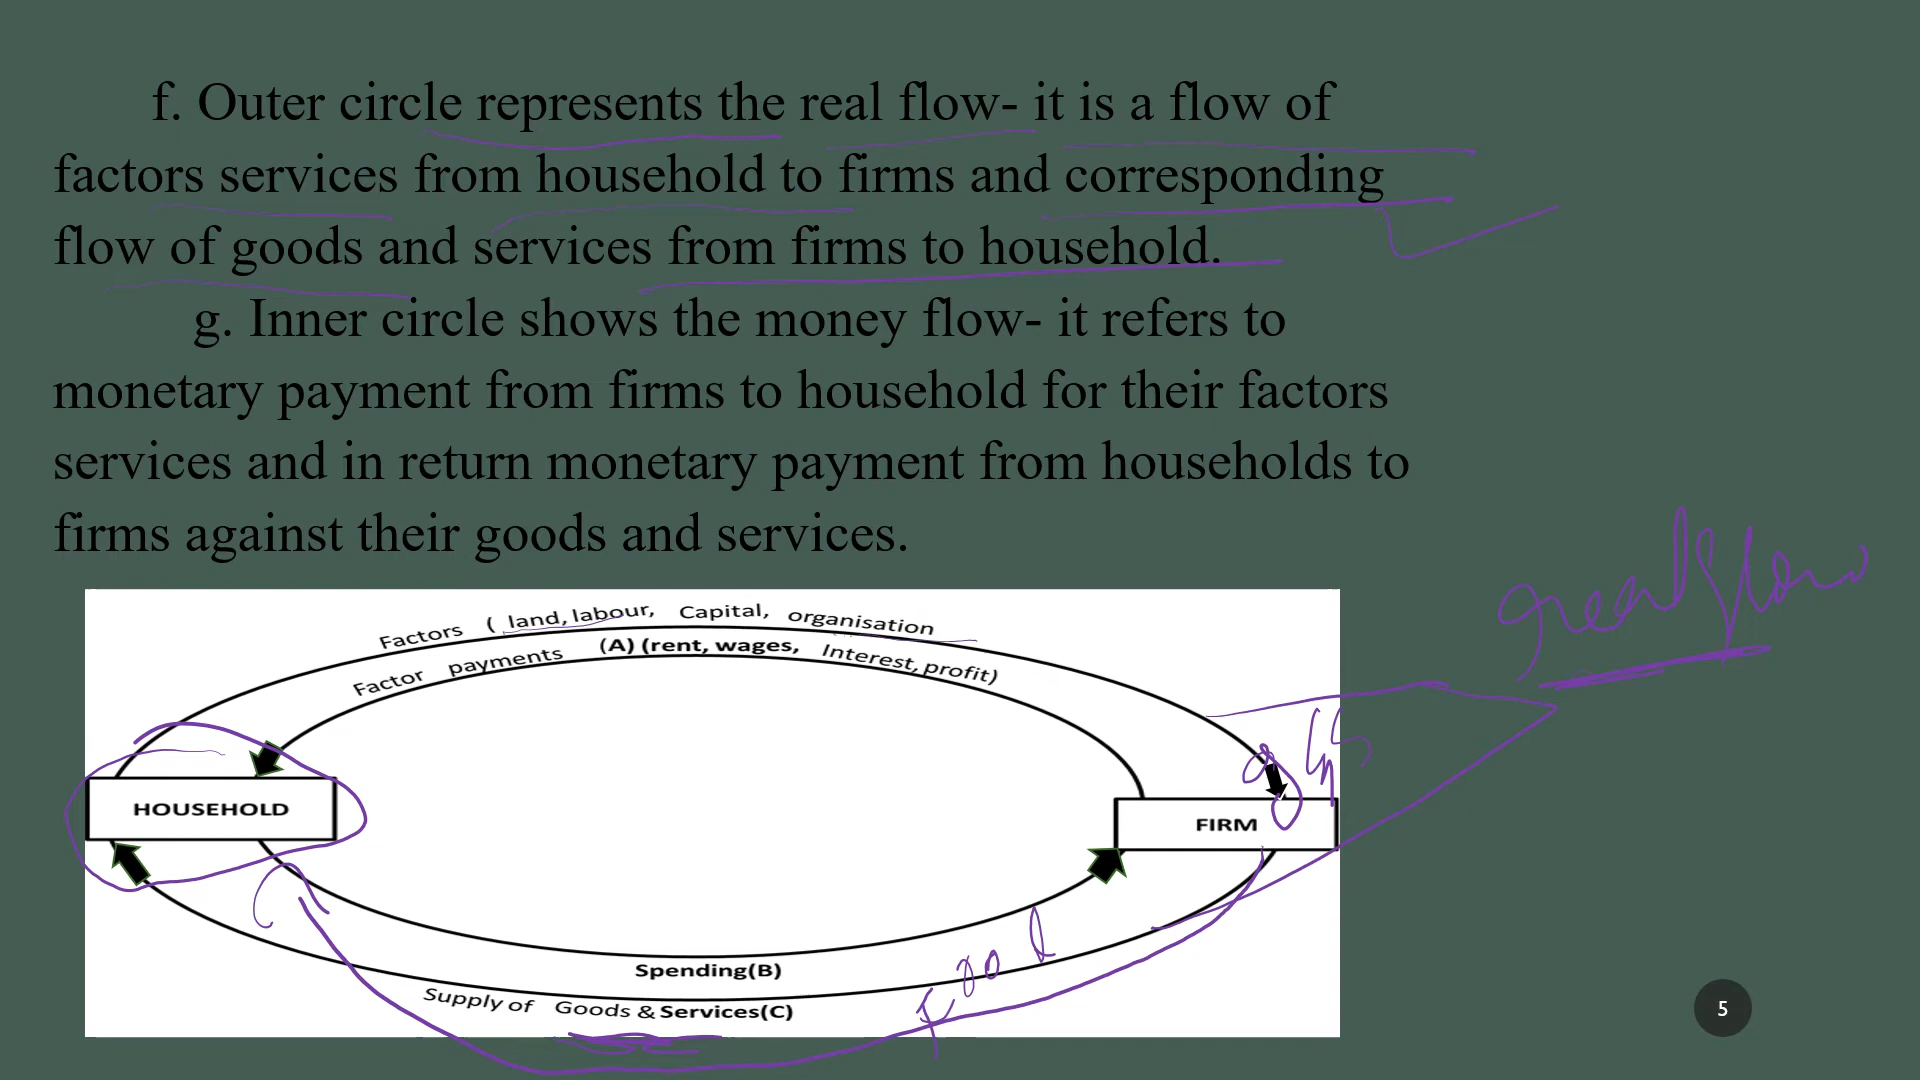 f. Outer circle represents the real flow- it is a flow of
factors services from household to firms and corresponding
flow of goods and services from firms to household.
g. Inner circle shows the money flow- it refers to
monetary payment from firms to household for their factors
services and in return monetary payment from households to
firms against their goods and services.
Factors ( land, labour, Capital, organisation
Factor payments (A) (rent, wages, Interest, profit)
HOUSEHOLD
FIRM
Spending(B)
Supply of Goods & Services(C)
food
real flow
5